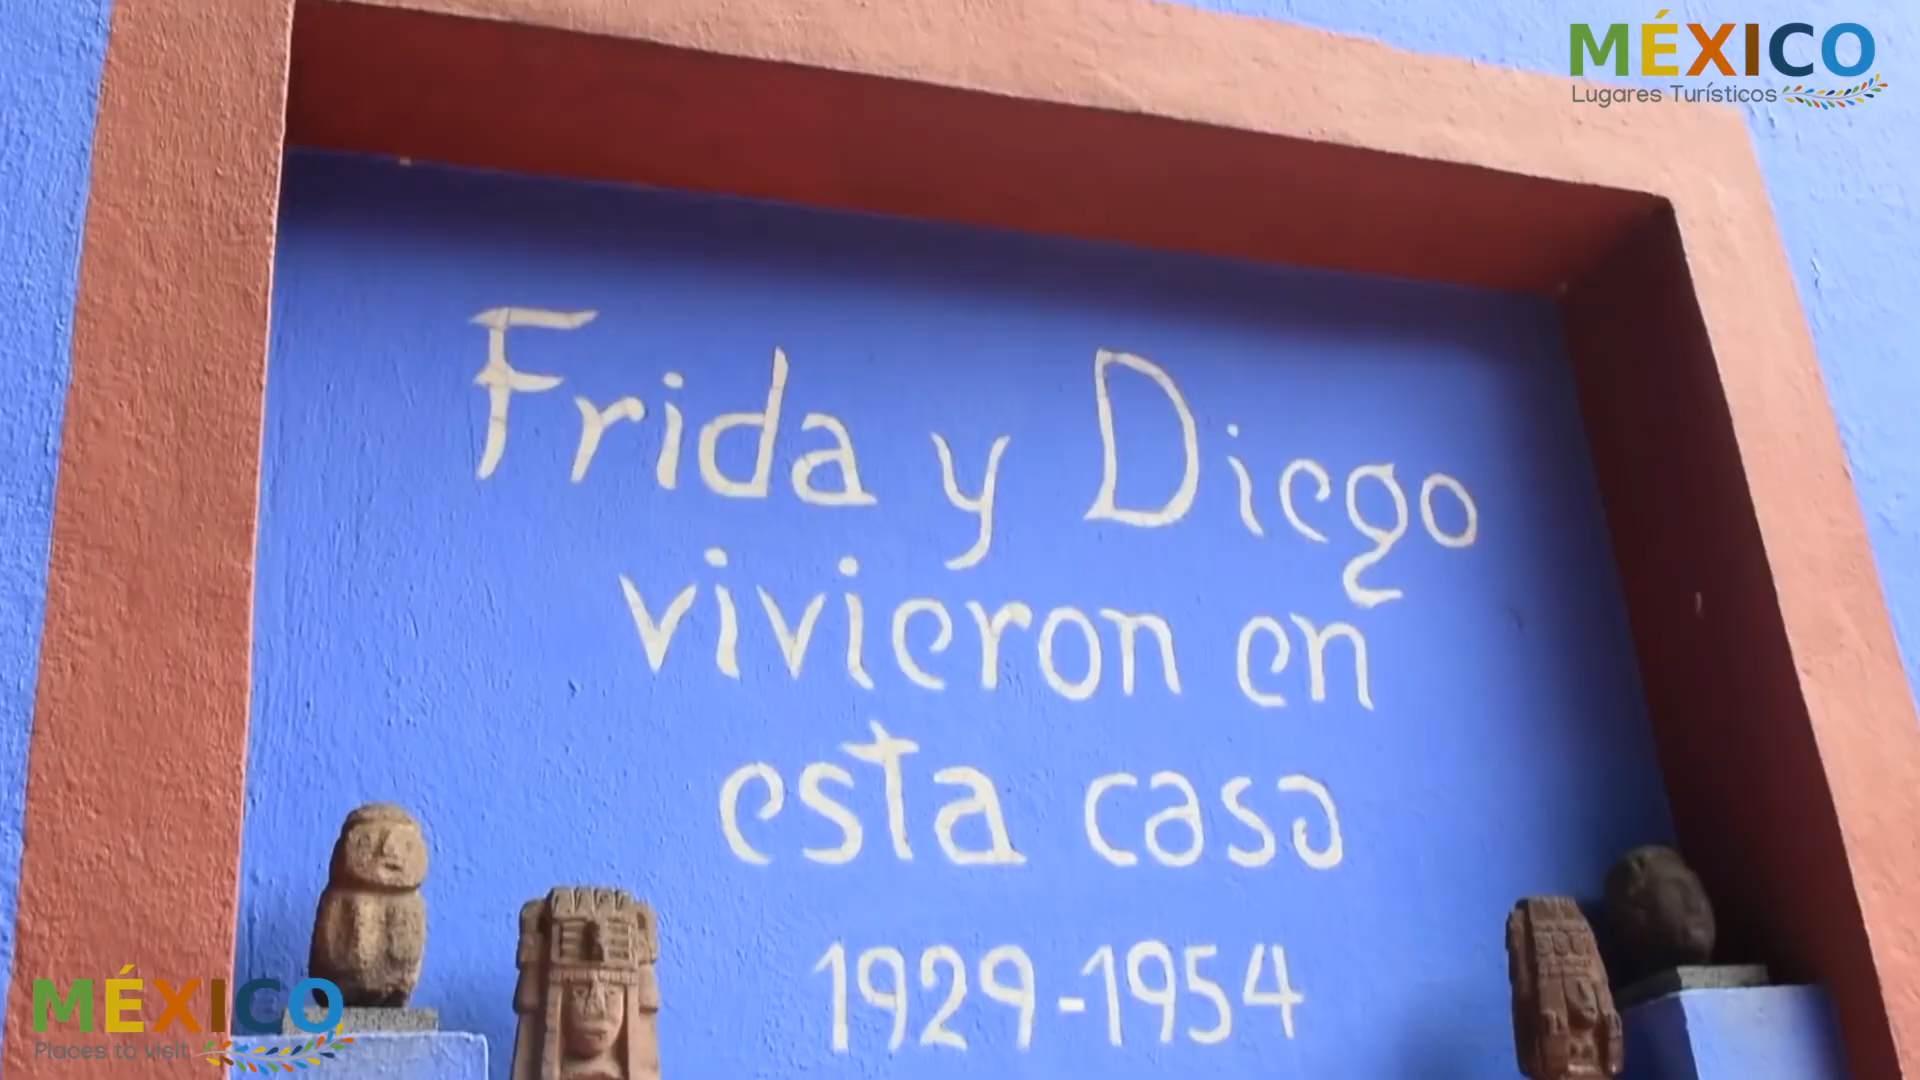 MÉXICO
Lugares Turísticos
Frida y Diego
vivieron en
esta casa
1929-1954
MÉXICO
Places to visit